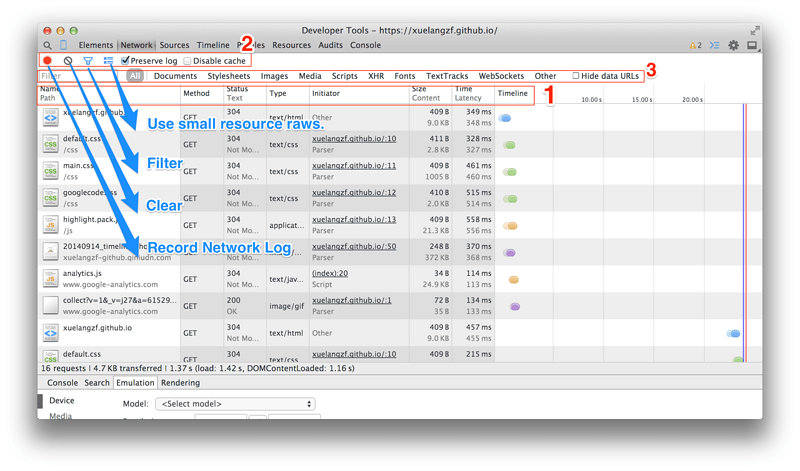 Developer Tools - https://xuelangzf.github.io/
Elements Network Sources Timeline Resources Audits Console 2
2
Preserve log Disable cache
Filter All Documents Stylesheets Images Media Scripts XHR Fonts TextTracks WebSockets Other Hide data URLs 3
Name Method Status Type Initiator Size Time Timeline 1
Path Text Content Latency 10.00 s 15.00 s 20.00 s
xuelangzf.github GET 304 text/html Other 409 B 349 ms
Not Mo... 9.0 KB 348 ms
Use small resource raws.
default.css GET 304 text/css xuelangzf.github.io/:10 411 B 328 ms
/css Not Mo... Parser 2.8 KB 327 ms
main.css GET 304 text/css xuelangzf.github.io/:11 409 B 461 ms
/css Not Mo... Parser 1005 B 460 ms
Filter
googlecode.css GET 304 text/css xuelangzf.github.io/:12 410 B 515 ms
/css Not Mo... Parser 2.0 KB 514 ms
Clear
highlight.pack.js GET 304 applicat... xuelangzf.github.io/:13 409 B 558 ms
/js Not Mo... Parser 21.3 KB 556 ms
Record Network Log
20140914_timeline GET 304 xuelangzf.github.io/:50 248 B 370 ms
xuelangzf-github.qiniudn.com Not Mo... Parser 372 KB 368 ms
analytics.js GET 304 text/jav... (index):20 34 B 114 ms
www.google-analytics.com Not Mo... Script 24.9 KB 113 ms
collect?v=1&_v=j27&a=61529... GET 200 image/gif xuelangzf.github.io/:1 72 B 134 ms
www.google-analytics.com OK Parser 35 B 133 ms
xuelangzf.github.io GET 304 text/html Other 409 B 457 ms
Not Mo... 9.0 KB 455 ms
default.css 304 xuelangzf.github.io/:10 409 B 215 ms
16 requests | 4.7 KB transferred | 1.37 s (load: 1.42 s, DOMContentLoaded: 1.16 s)
Console Search Emulation Rendering
Device Model: <Select model>
Media